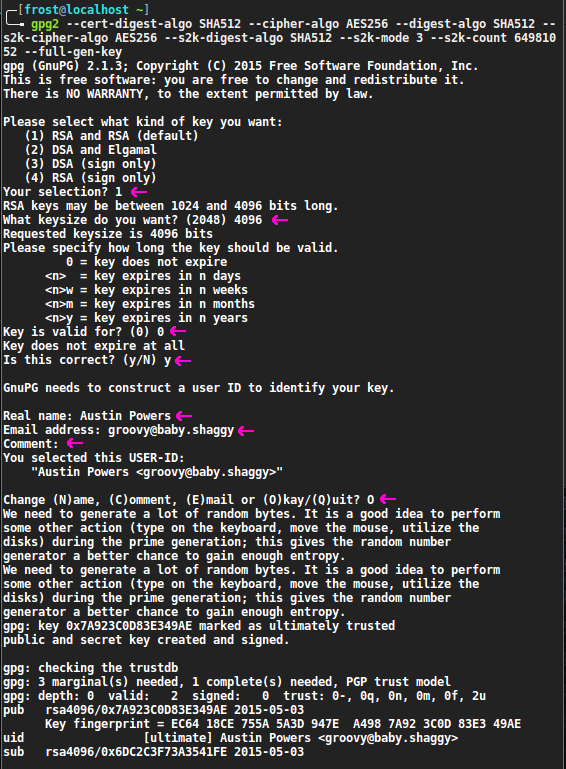 [frost@localhost ~]
gpg2 --cert-digest-algo SHA512 --cipher-algo AES256 --digest-algo SHA512 --
s2k-cipher-algo AES256 --s2k-digest-algo SHA512 --s2k-mode 3 --s2k-count 649810
52 --full-gen-key
gpg (GnuPG) 2.1.3; Copyright (C) 2015 Free Software Foundation, Inc.
This is free software: you are free to change and redistribute it.
There is NO WARRANTY, to the extent permitted by law.

Please select what kind of key you want:
   (1) RSA and RSA (default)
   (2) DSA and Elgamal
   (3) DSA (sign only)
   (4) RSA (sign only)
Your selection? 1
RSA keys may be between 1024 and 4096 bits long.
What keysize do you want? (2048) 4096
Requested keysize is 4096 bits
Please specify how long the key should be valid.
         0 = key does not expire
      <n>  = key expires in n days
      <n>w = key expires in n weeks
      <n>m = key expires in n months
      <n>y = key expires in n years
Key is valid for? (0) 0
Key does not expire at all
Is this correct? (y/N) y

GnuPG needs to construct a user ID to identify your key.

Real name: Austin Powers
Email address: groovy@baby.shaggy
Comment:
You selected this USER-ID:
    "Austin Powers <groovy@baby.shaggy>"

Change (N)ame, (C)omment, (E)mail or (O)kay/(Q)uit? O
We need to generate a lot of random bytes. It is a good idea to perform
some other action (type on the keyboard, move the mouse, utilize the
disks) during the prime generation; this gives the random number
generator a better chance to gain enough entropy.
We need to generate a lot of random bytes. It is a good idea to perform
some other action (type on the keyboard, move the mouse, utilize the
disks) during the prime generation; this gives the random number
generator a better chance to gain enough entropy.
gpg: key 0x7A923C0D83E349AE marked as ultimately trusted
public and secret key created and signed.

gpg: checking the trustdb
gpg: 3 marginal(s) needed, 1 complete(s) needed, PGP trust model
gpg: depth: 0  valid:   2  signed:   0  trust: 0-, 0q, 0n, 0m, 0f, 2u
pub   rsa4096/0x7A923C0D83E349AE 2015-05-03
      Key fingerprint = EC64 18CE 755A 5A3D 947E  A498 7A92 3C0D 83E3 49AE
uid                 [ultimate] Austin Powers <groovy@baby.shaggy>
sub   rsa4096/0x6DC2C3F73A3541FE 2015-05-03